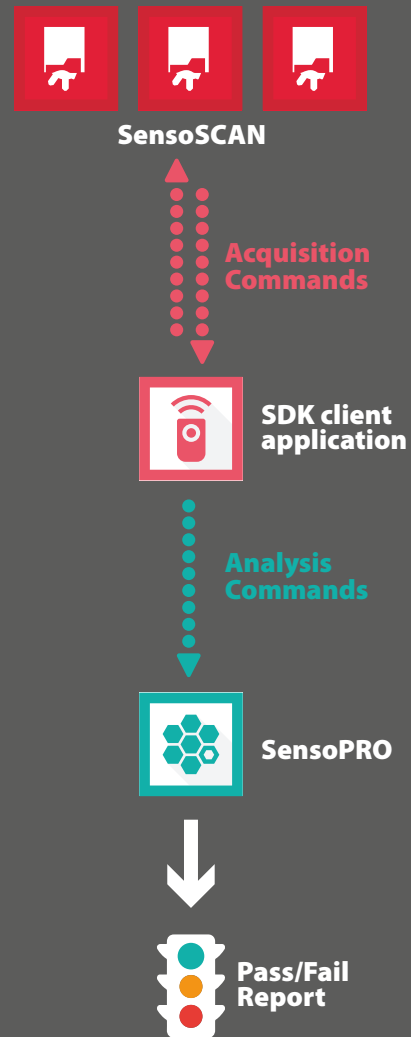 SensoSCAN
Acquisition
Commands
SDK client
application
Analysis
Commands
SensoPRO
Pass/Fail
Report